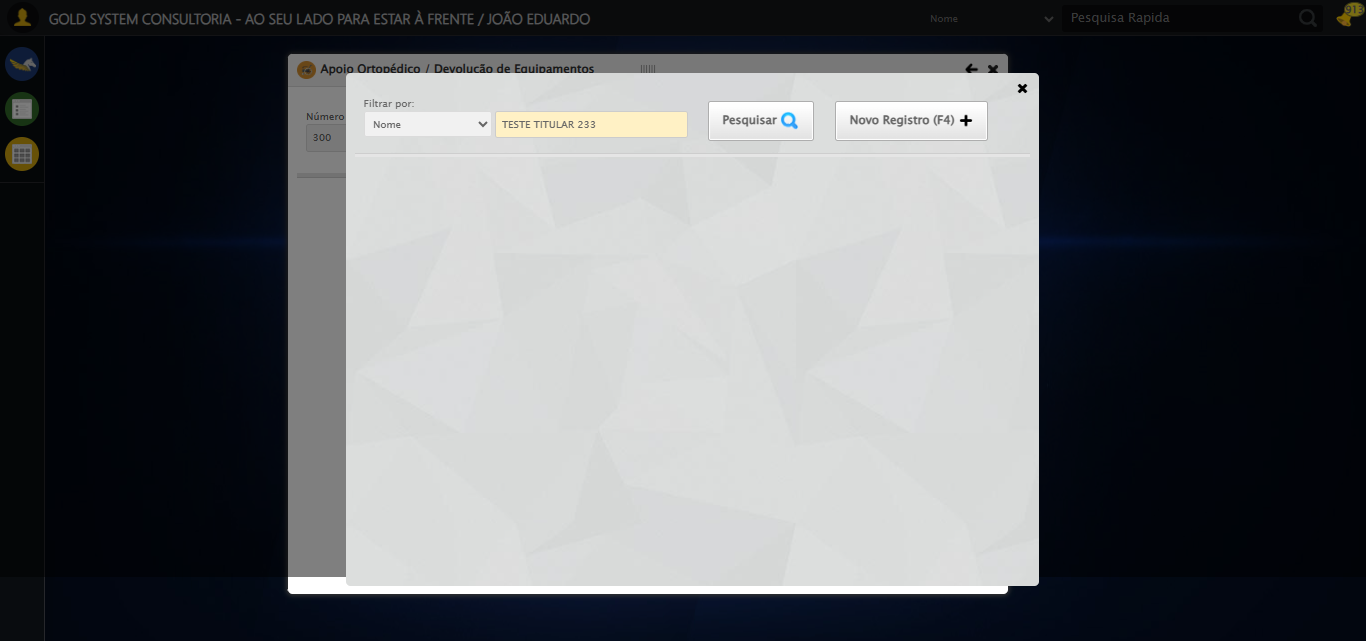 GOLD SYSTEM CONSULTORIA - AO SEU LADO PARA ESTAR À FRENTE / JOÃO EDUARDO
Nome
Pesquisa Rapida
913
Apoio Ortopédico / Devolução de Equipamentos
Número
300
Filtrar por:
Nome
TESTE TITULAR 233
Pesquisar
Novo Registro (F4)